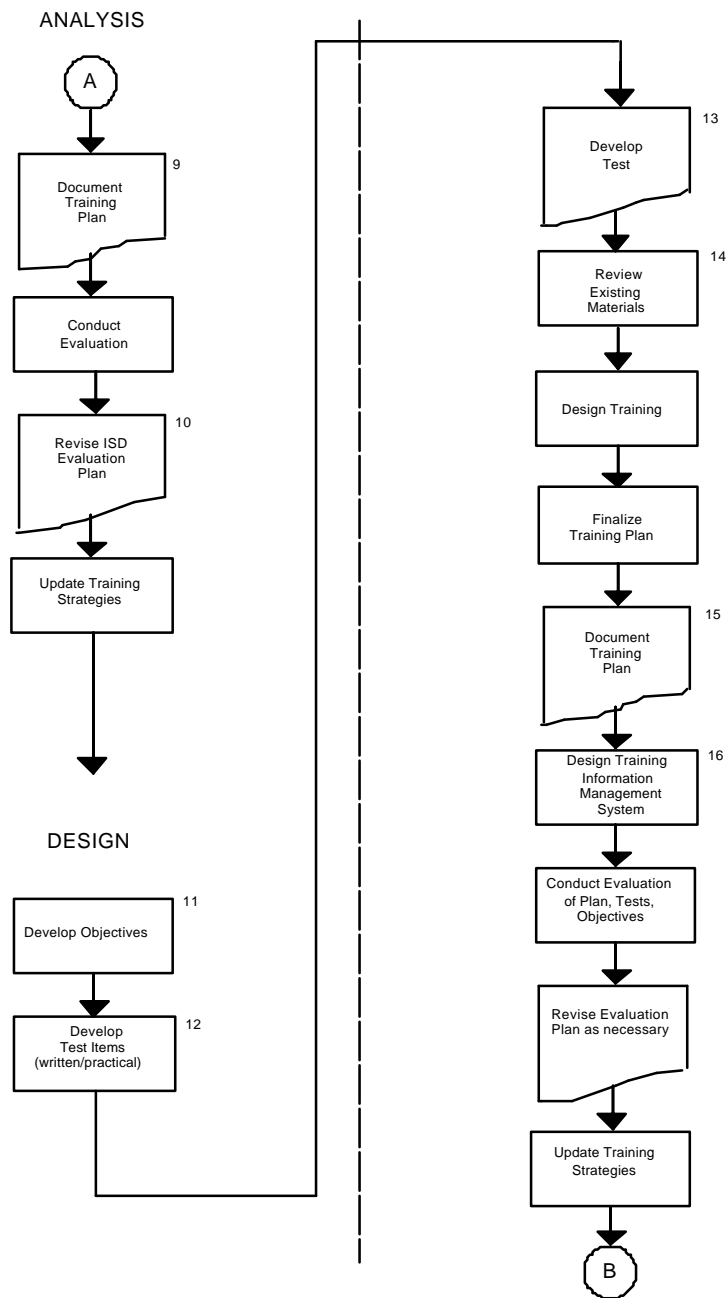 ANALYSIS
A
9
Document
Training
Plan
Conduct
Evaluation
10
Revise ISD
Evaluation
Plan
Update Training
Strategies
DESIGN
11
Develop Objectives
12
Develop
Test Items
(written/practical)
13
Develop
Test
14
Review
Existing
Materials
Design Training
Finalize
Training Plan
15
Document
Training
Plan
16
Design Training
Information
Management
System
Conduct Evaluation
of Plan, Tests,
Objectives
Revise Evaluation
Plan as necessary
Update Training
Strategies
B